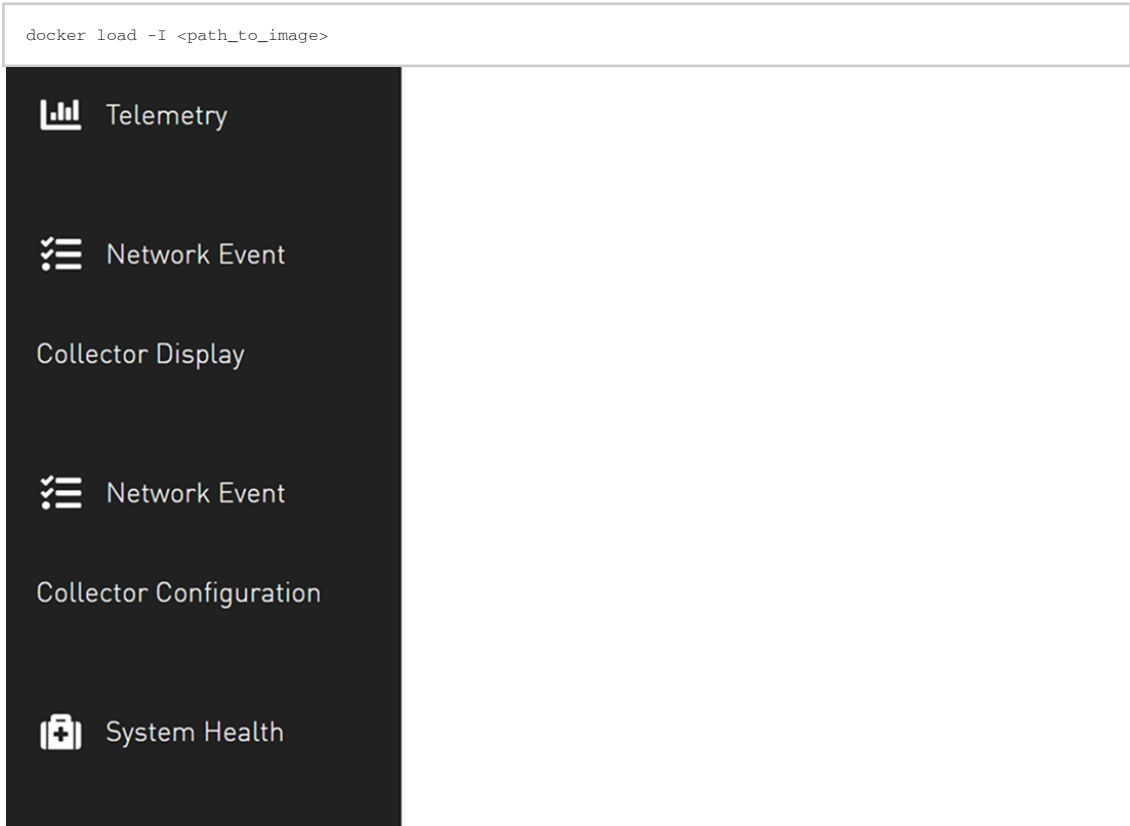 docker load -I <path_to_image>
Telemetry
Network Event
Collector Display
Network Event
Collector Configuration
System Health